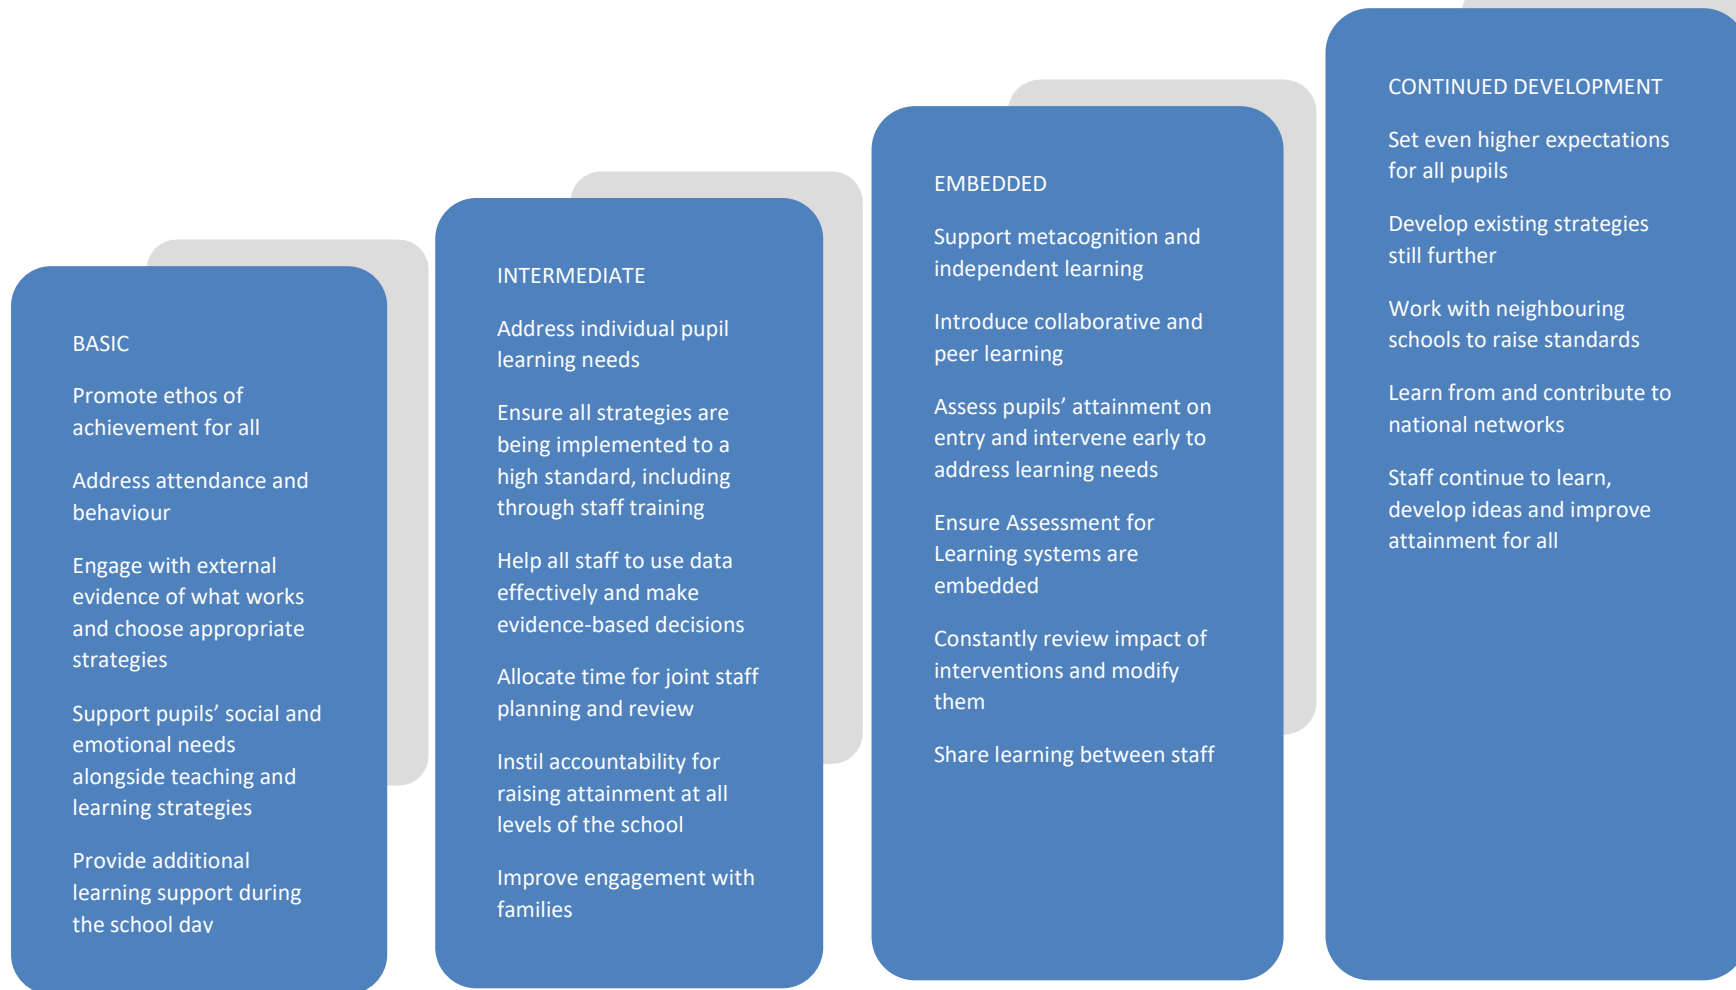 BASIC
Promote ethos of
achievement for all
Address attendance and
behaviour
Engage with external
evidence of what works
and choose appropriate
strategies
Support pupils’ social and
emotional needs
alongside teaching and
learning strategies
Provide additional
learning support during
the school day
INTERMEDIATE
Address individual pupil
learning needs
Ensure all strategies are
being implemented to a
high standard, including
through staff training
Help all staff to use data
effectively and make
evidence-based decisions
Allocate time for joint staff
planning and review
Instil accountability for
raising attainment at all
levels of the school
Improve engagement with
families
EMBEDDED
Support metacognition and
independent learning
Introduce collaborative and
peer learning
Assess pupils’ attainment on
entry and intervene early to
address learning needs
Ensure Assessment for
Learning systems are
embedded
Constantly review impact of
interventions and modify
them
Share learning between staff
CONTINUED DEVELOPMENT
Set even higher expectations
for all pupils
Develop existing strategies
still further
Work with neighbouring
schools to raise standards
Learn from and contribute to
national networks
Staff continue to learn,
develop ideas and improve
attainment for all